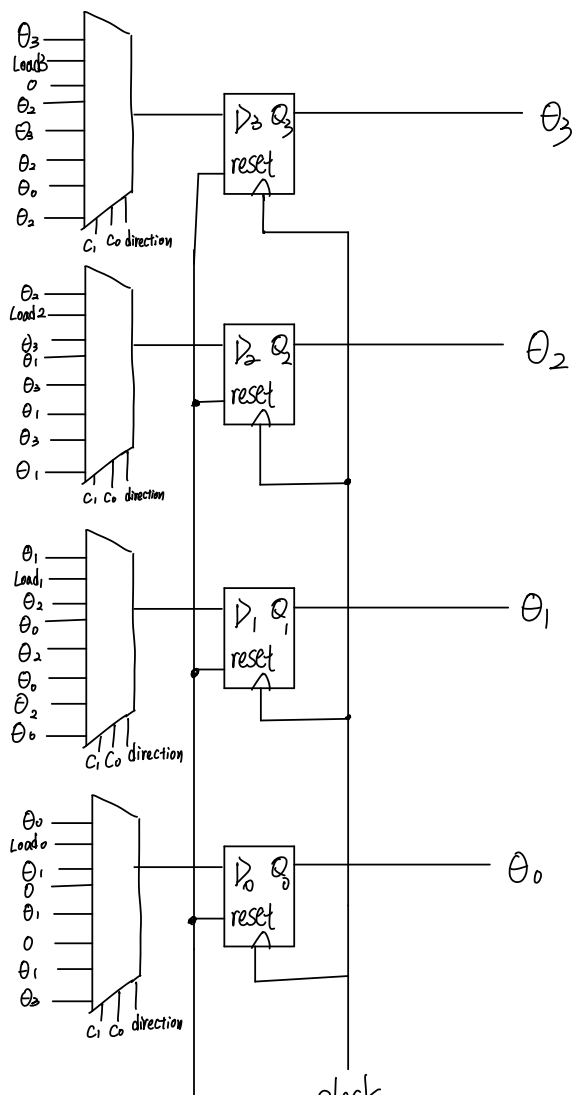 θ3
Load3
0
θ2
θ3
θ2
θ0
θ2
C1 C0 direction
D3 Q3
reset
θ3
θ2
Load2
θ3
θ1
θ3
θ1
θ3
θ1
C1 C0 direction
D2 Q2
reset
θ2
θ1
Load1
θ2
θ0
θ2
θ0
θ2
θ0
C1 C0 direction
D1 Q1
reset
θ1
θ0
Load0
θ1
0
θ1
0
θ1
θ3
C1 C0 direction
D0 Q0
reset
θ0
clock